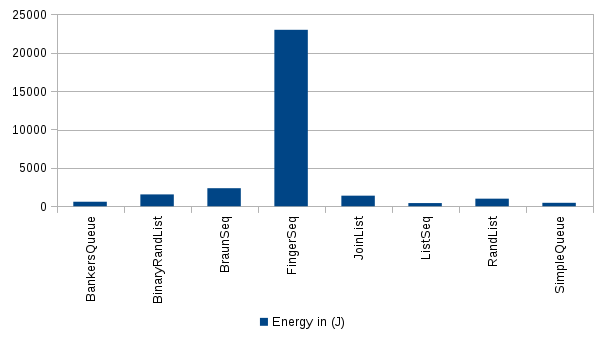 25000
20000
15000
10000
5000
0
BankersQueue
BinaryRandList
BraunSeq
FingerSeq
JoinList
ListSeq
RandList
SimpleQueue
Energy in (J)